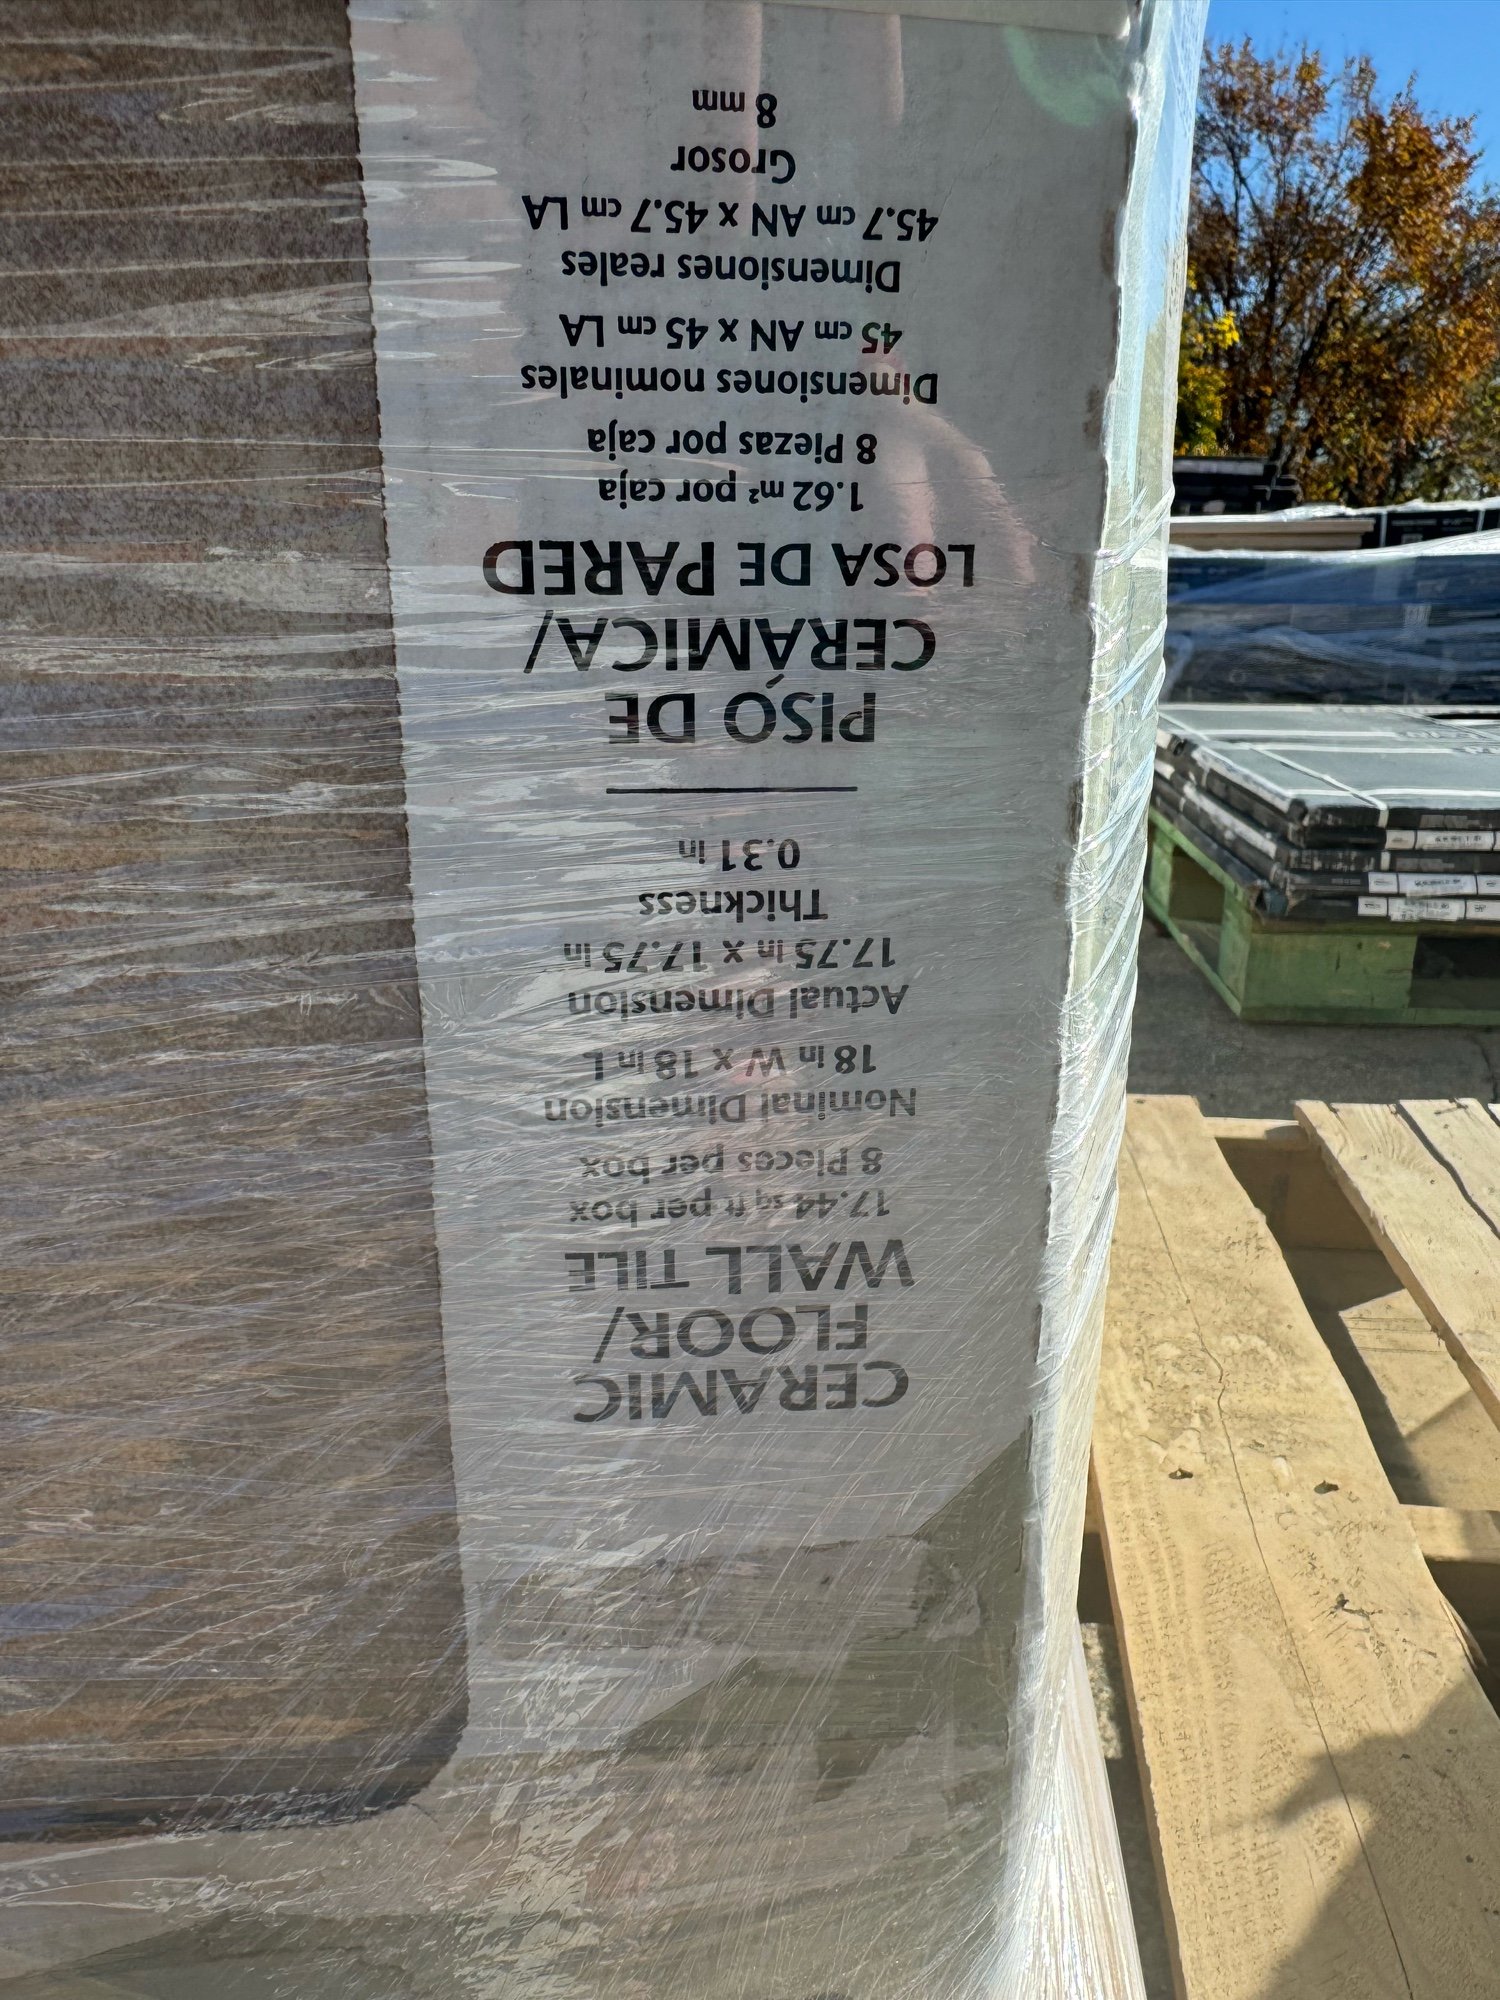 CERAMIC
FLOOR/
WALL TILE
17.44 sq ft per box
8 Pieces per box
Nominal Dimension
18 in W x 18 in L
Actual Dimension
17.75 in x 17.75 in
Thickness
0.31 in
PISO DE
CERÁMICA/
LOSA DE PARED
1.62 m² por caja
8 Piezas por caja
Dimensiones nominales
45 cm AN x 45 cm LA
Dimensiones reales
45.7 cm AN x 45.7 cm LA
Grosor
8 mm